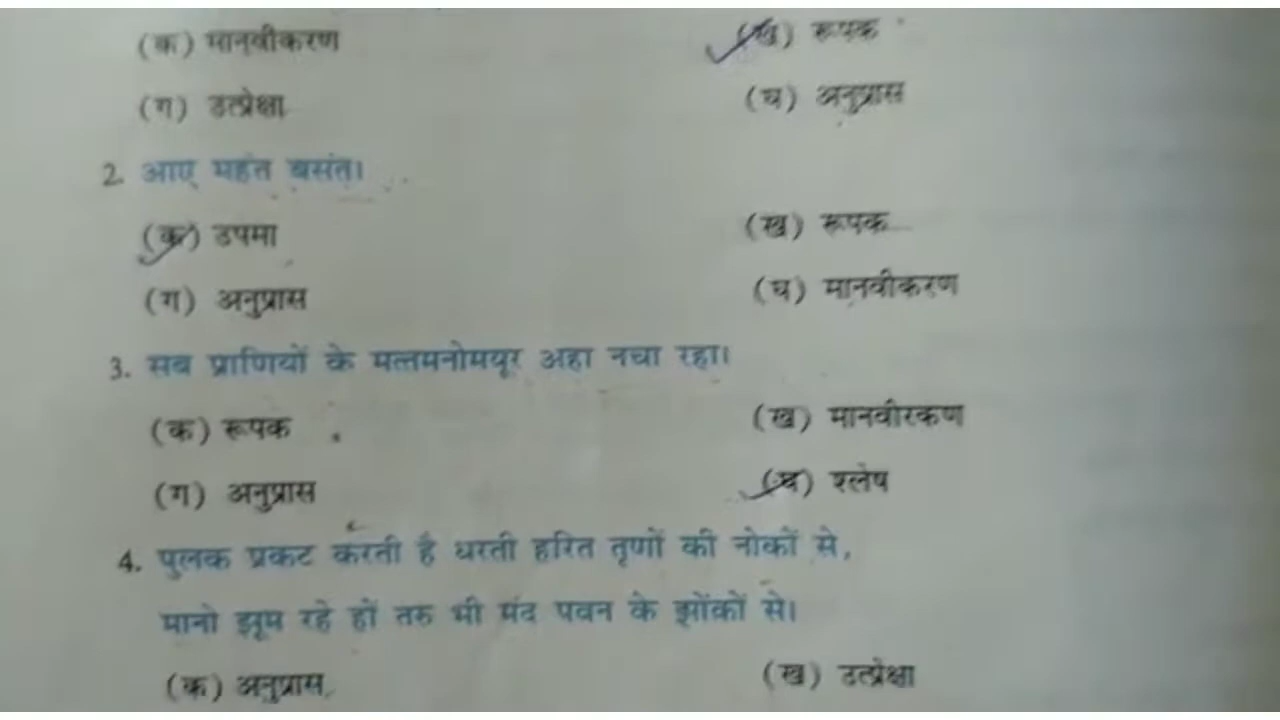 (क) मानवीकरण (ख) रूपक
(ग) उत्प्रेक्षा (घ) अनुप्रास
2. आए महंत बसंत।
(क) उपमा (ख) रूपक
(ग) अनुप्रास (घ) मानवीकरण
3. सब प्राणियों के मत्तमनोमयूर अहा नचा रहा।
(क) रूपक (ख) मानवीरकण
(ग) अनुप्रास (घ) श्लेष
4. पुलक प्रकट करती है धरती हरित तृणों की नोकों से,
मानो झूम रहे हों तरु भी मंद पवन के झोंकों से।
(क) अनुप्रास (ख) उत्प्रेक्षा